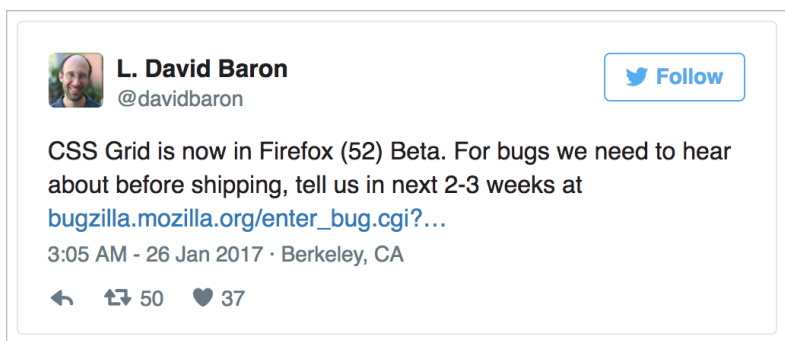 L. David Baron
@davidbaron
Follow
CSS Grid is now in Firefox (52) Beta. For bugs we need to hear
about before shipping, tell us in next 2-3 weeks at
bugzilla.mozilla.org/enter_bug.cgi?…
3:05 AM - 26 Jan 2017 · Berkeley, CA
50
37